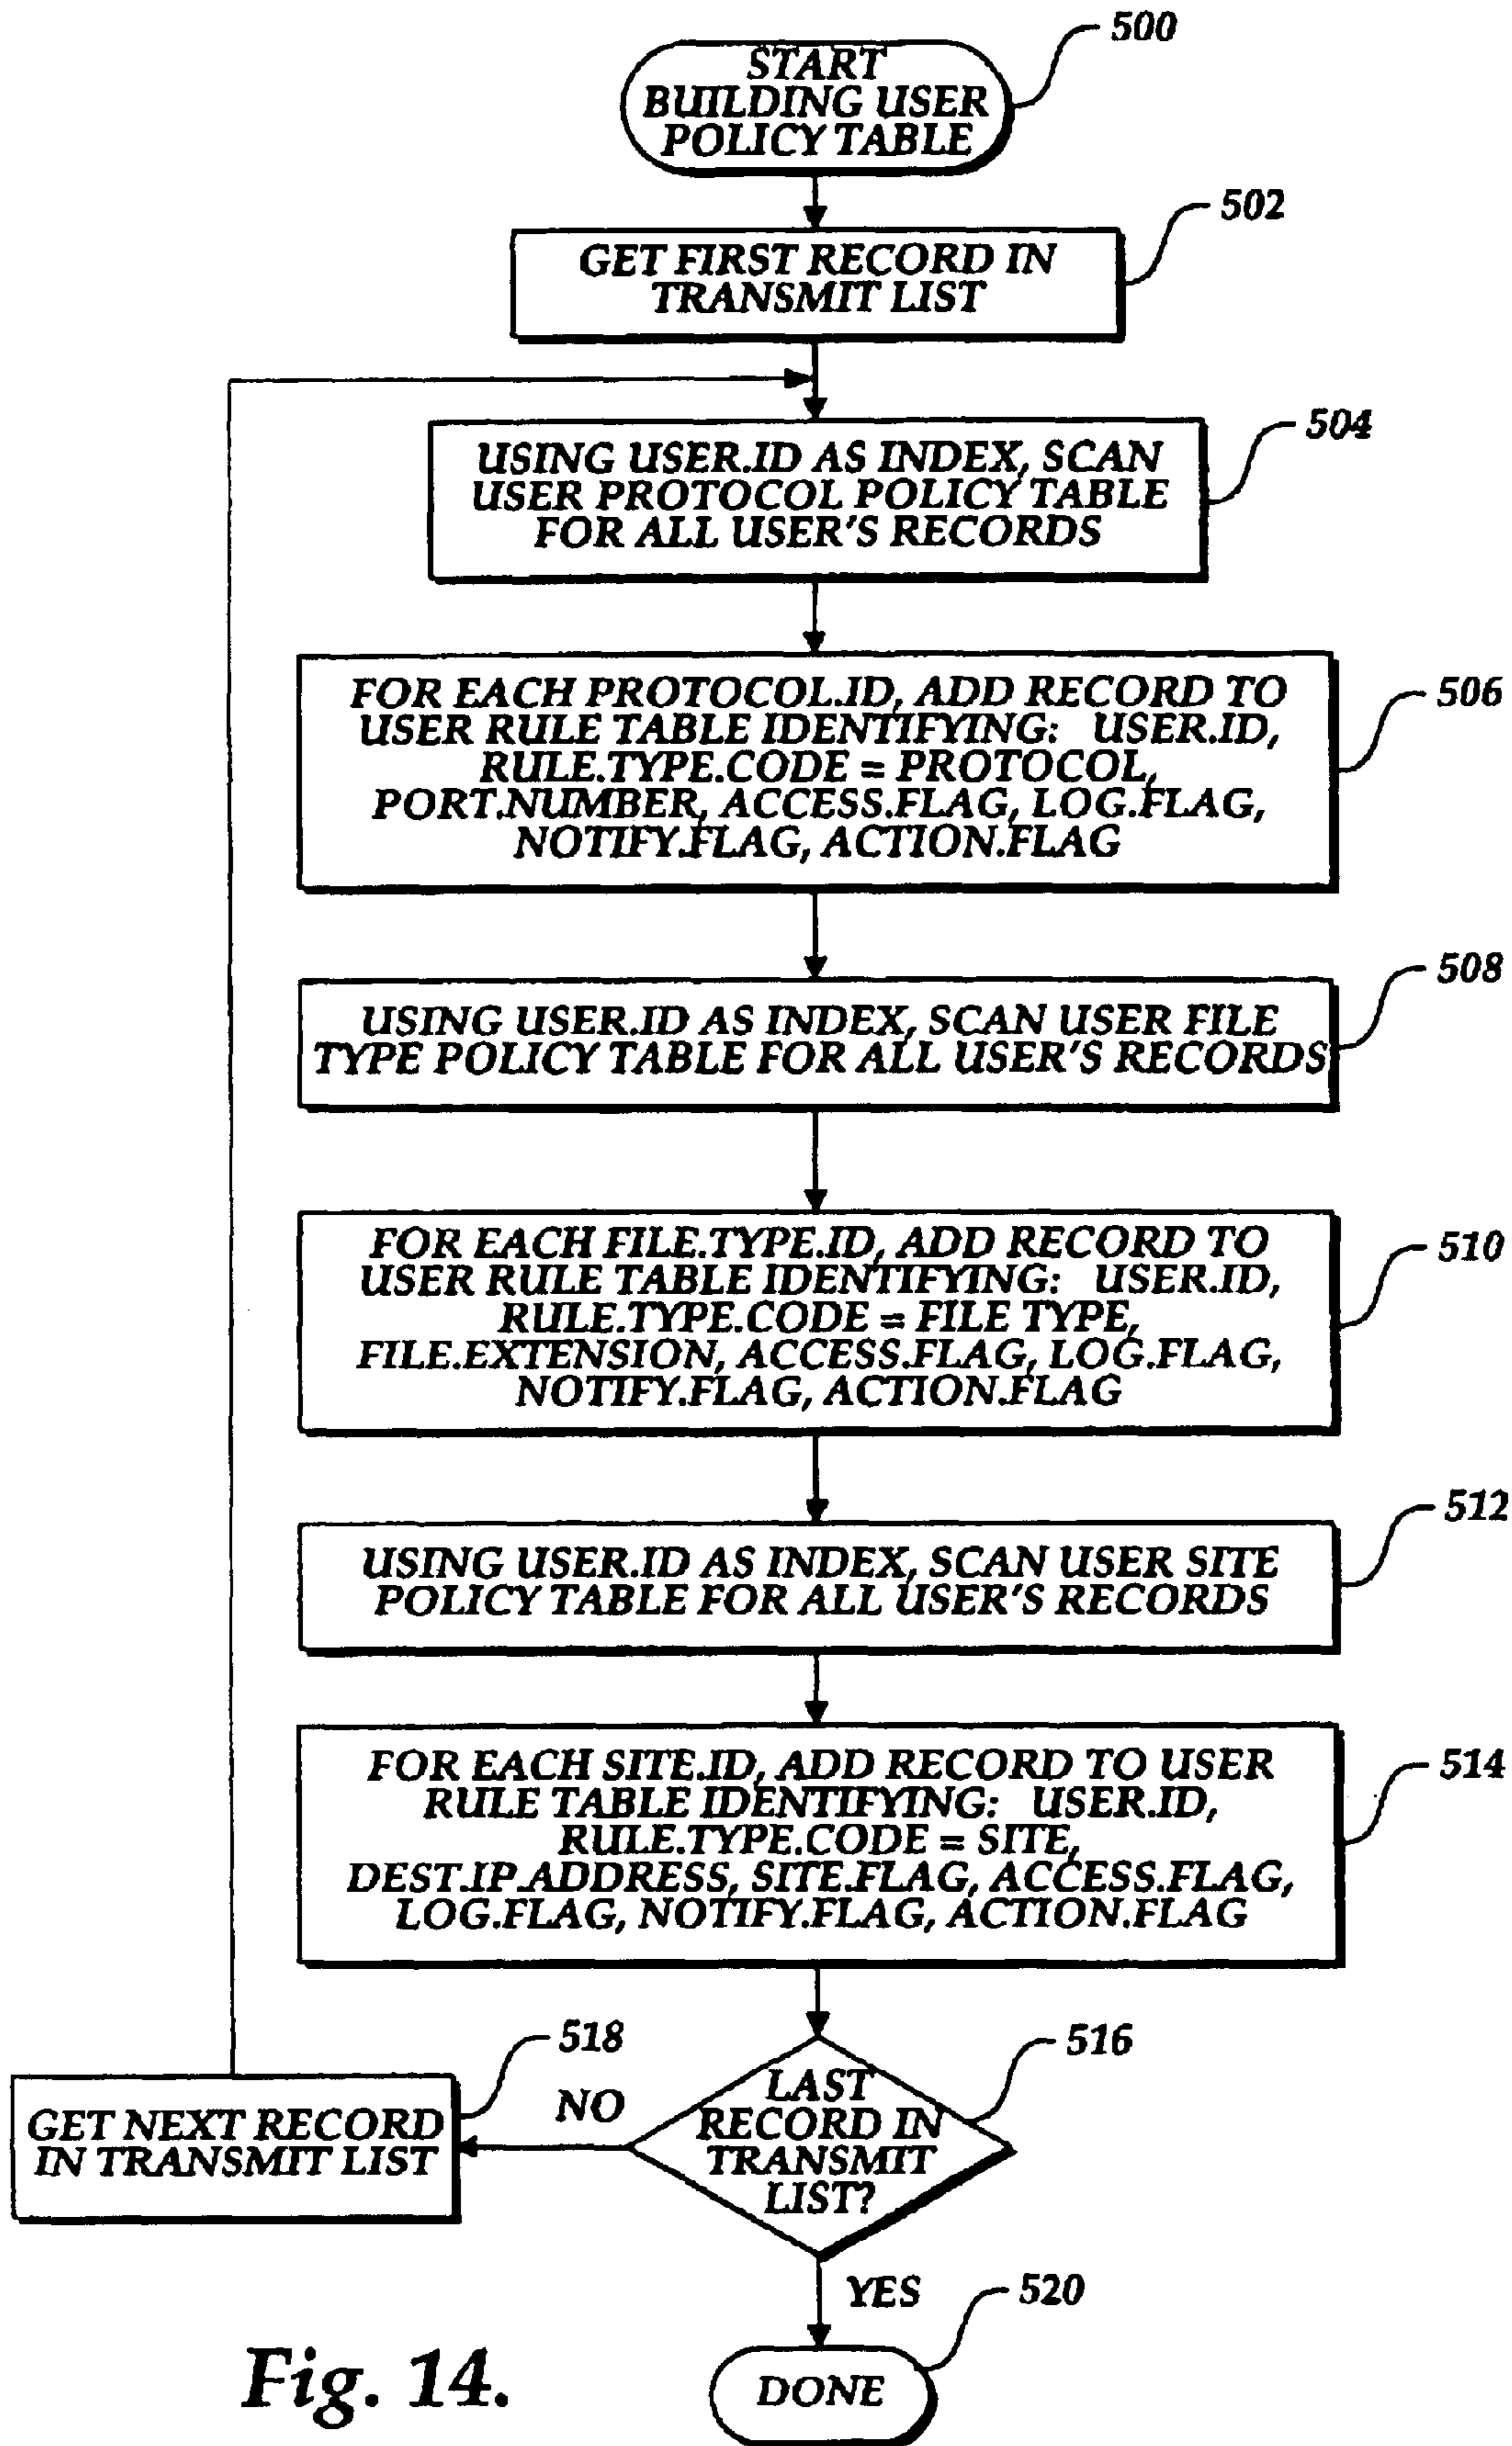 500
START
BUILDING USER
POLICY TABLE
502
GET FIRST RECORD IN
TRANSMIT LIST
504
USING USER.ID AS INDEX, SCAN
USER PROTOCOL POLICY TABLE
FOR ALL USER'S RECORDS
506
FOR EACH PROTOCOL.ID, ADD RECORD TO
USER RULE TABLE IDENTIFYING: USER.ID,
RULE.TYPE.CODE = PROTOCOL,
PORT.NUMBER, ACCESS.FLAG, LOG.FLAG,
NOTIFY.FLAG, ACTION.FLAG
508
USING USER.ID AS INDEX, SCAN USER FILE
TYPE POLICY TABLE FOR ALL USER'S RECORDS
510
FOR EACH FILE.TYPE.ID, ADD RECORD TO
USER RULE TABLE IDENTIFYING: USER.ID,
RULE.TYPE.CODE = FILE TYPE,
FILE.EXTENSION, ACCESS.FLAG, LOG.FLAG,
NOTIFY.FLAG, ACTION.FLAG
512
USING USER.ID AS INDEX, SCAN USER SITE
POLICY TABLE FOR ALL USER'S RECORDS
514
FOR EACH SITE.ID, ADD RECORD TO USER
RULE TABLE IDENTIFYING: USER.ID,
RULE.TYPE.CODE = SITE,
DEST.IP.ADDRESS, SITE.FLAG, ACCESS.FLAG,
LOG.FLAG, NOTIFY.FLAG, ACTION.FLAG
516
LAST
RECORD IN
TRANSMIT
LIST?
NO
518
GET NEXT RECORD
IN TRANSMIT LIST
YES
520
DONE
Fig. 14.